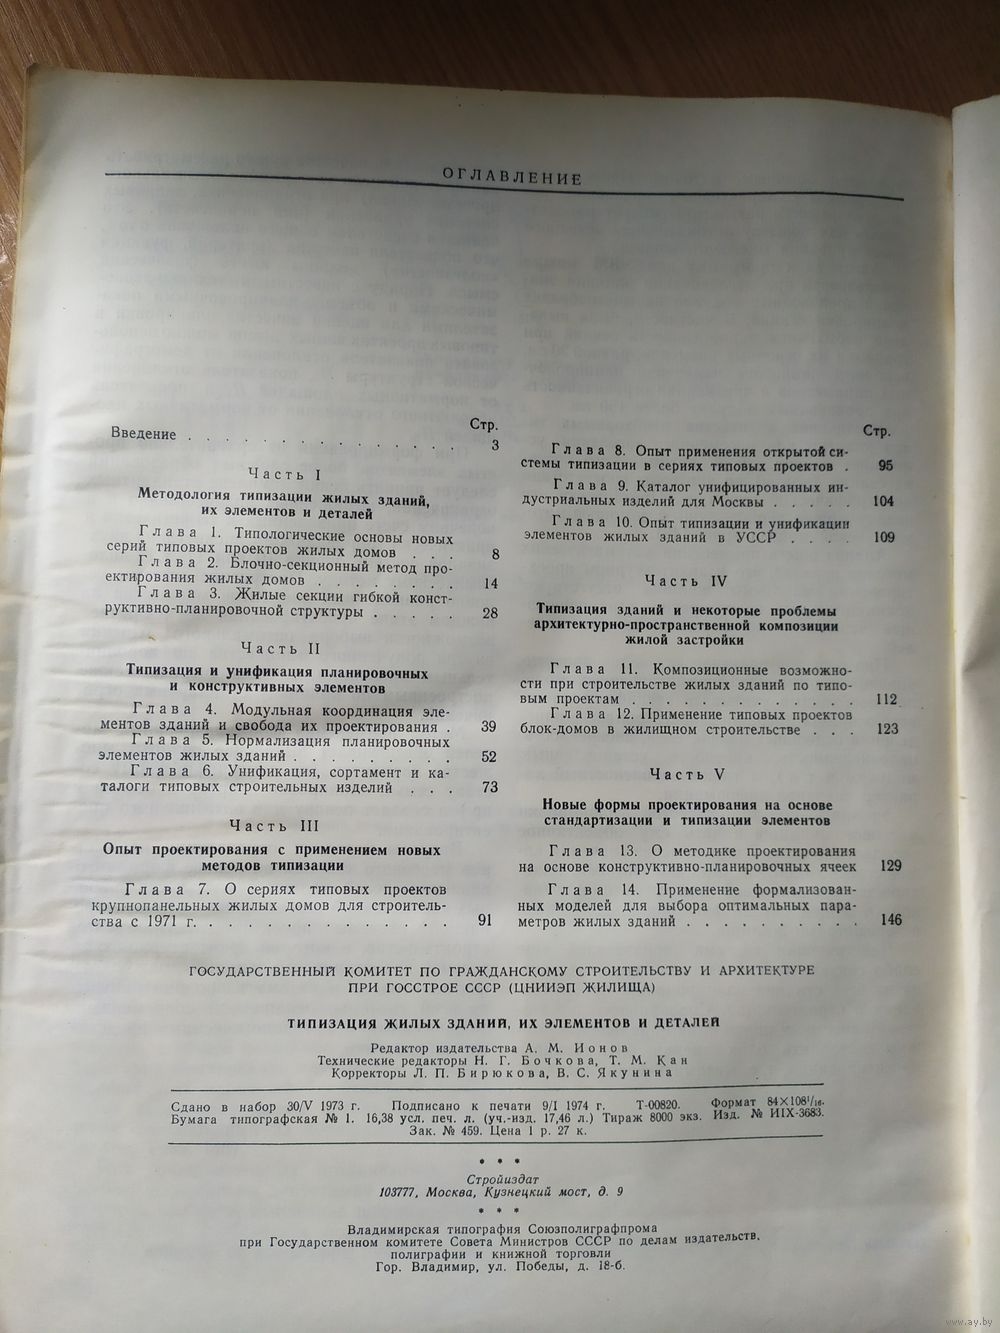 ОГЛАВЛЕНИЕ
Стр.
Введение . . . . . . . . . . . . . . . 3
Часть I
Методология типизации жилых зданий,
их элементов и деталей
Глава 1. Типологические основы новых
серий типовых проектов жилых домов . . . 8
Глава 2. Блочно-секционный метод про-
ектирования жилых домов . . . . . . . . 14
Глава 3. Жилые секции гибкой конст-
руктивно-планировочной структуры . . . . . 28
Часть II
Типизация и унификация планировочных
и конструктивных элементов
Глава 4. Модульная координация эле-
ментов зданий и свобода их проектирования . 39
Глава 5. Нормализация планировочных
элементов жилых зданий . . . . . . . . . 52
Глава 6. Унификация, сортамент и ка-
талоги типовых строительных изделий . . . 73
Часть III
Опыт проектирования с применением новых
методов типизации
Глава 7. О сериях типовых проектов
крупнопанельных жилых домов для строитель-
ства с 1971 г. . . . . . . . . . . . . . 91
Стр.
Глава 8. Опыт применения открытой си-
стемы типизации в сериях типовых проектов . 95
Глава 9. Каталог унифицированных ин-
дустриальных изделий для Москвы . . . . . 104
Глава 10. Опыт типизации и унификации
элементов жилых зданий в УССР . . . . 109
Часть IV
Типизация зданий и некоторые проблемы
архитектурно-пространственной композиции
жилой застройки
Глава 11. Композиционные возможно-
сти при строительстве жилых зданий по типо-
вым проектам . . . . . . . . . . . . . 112
Глава 12. Применение типовых проектов
блок-домов в жилищном строительстве . . . 123
Часть V
Новые формы проектирования на основе
стандартизации и типизации элементов
Глава 13. О методике проектирования
на основе конструктивно-планировочных ячеек 129
Глава 14. Применение формализован-
ных моделей для выбора оптимальных пара-
метров жилых зданий . . . . . . . . . . 146
ГОСУДАРСТВЕННЫЙ КОМИТЕТ ПО ГРАЖДАНСКОМУ СТРОИТЕЛЬСТВУ И АРХИТЕКТУРЕ
ПРИ ГОССТРОЕ СССР (ЦНИИЭП ЖИЛИЩА)
ТИПИЗАЦИЯ ЖИЛЫХ ЗДАНИЙ, ИХ ЭЛЕМЕНТОВ И ДЕТАЛЕЙ
Редактор издательства А. М. Ионов
Технические редакторы Н. Г. Бочкова, Т. М. Кан
Корректоры Л. П. Бирюкова, В. С. Якунина
Сдано в набор 30/V 1973 г. Подписано к печати 9/I 1974 г. Т-00820. Формат 84×108¹/₁₆.
Бумага типографская № 1. 16,38 усл. печ. л. (уч.-изд. 17,46 л.) Тираж 8000 экз. Изд. № И1Х-3683.
Зак. № 459. Цена 1 р. 27 к.
* * *
Стройиздат
103777, Москва, Кузнецкий мост, д. 9
* * *
Владимирская типография Союзполиграфпрома
при Государственном комитете Совета Министров СССР по делам издательств,
полиграфии и книжной торговли
Гор. Владимир, ул. Победы, д. 18-б.
www.ay.by